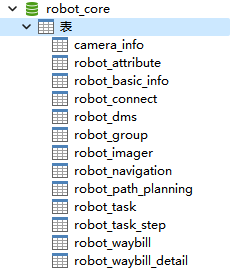 robot_core
表
camera_info
robot_attribute
robot_basic_info
robot_connect
robot_dms
robot_group
robot_imager
robot_navigation
robot_path_planning
robot_task
robot_task_step
robot_waybill
robot_waybill_detail